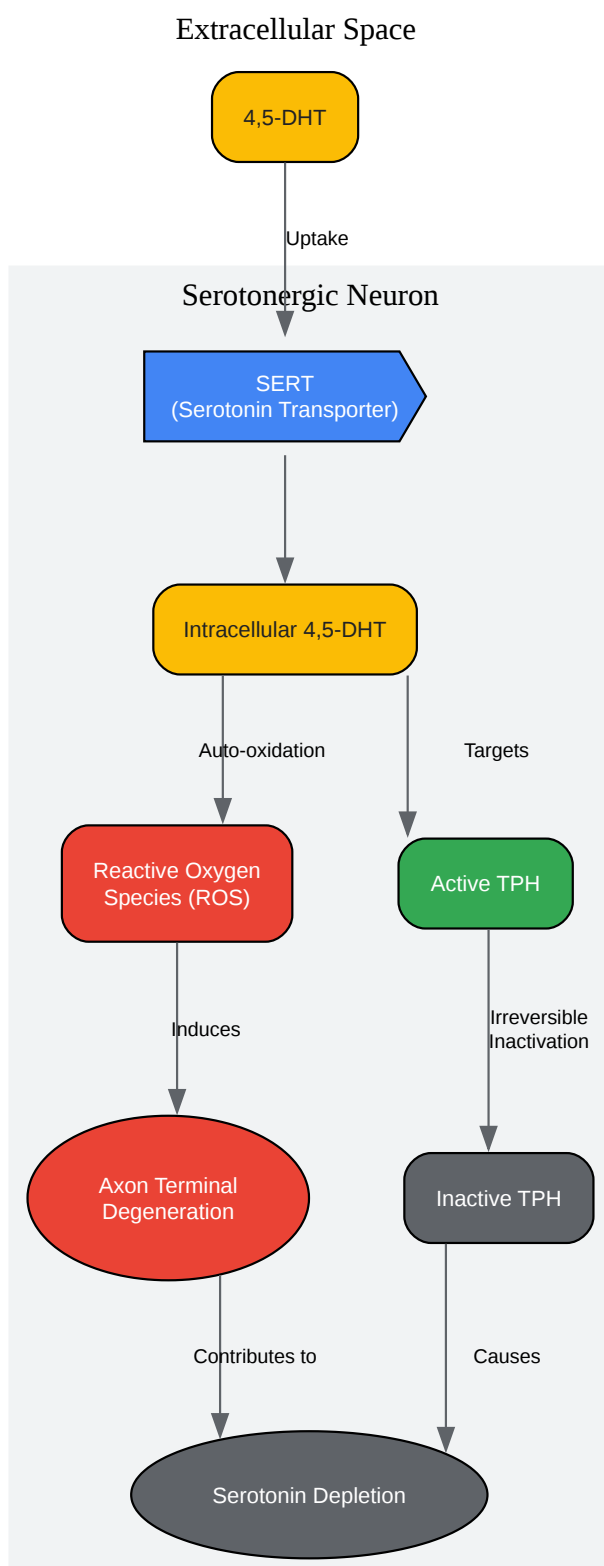 Extracellular Space
4,5-DHT
Uptake
Serotonergic Neuron
SERT
(Serotonin Transporter)
Intracellular 4,5-DHT
Auto-oxidation
Targets
Reactive Oxygen
Species (ROS)
Active TPH
Induces
Irreversible
Inactivation
Axon Terminal
Degeneration
Inactive TPH
Contributes to
Causes
Serotonin Depletion